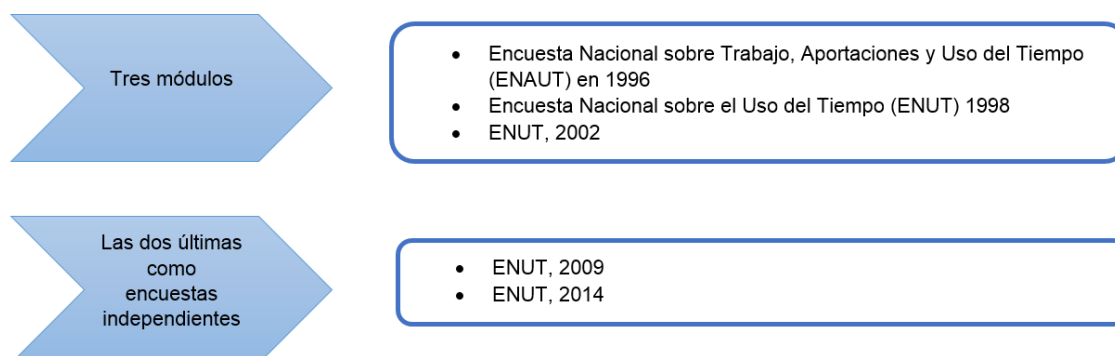 Tres módulos
• Encuesta Nacional sobre Trabajo, Aportaciones y Uso del Tiempo
(ENAUT) en 1996
• Encuesta Nacional sobre el Uso del Tiempo (ENUT) 1998
• ENUT, 2002
Las dos últimas
como
encuestas
independientes
• ENUT, 2009
• ENUT, 2014